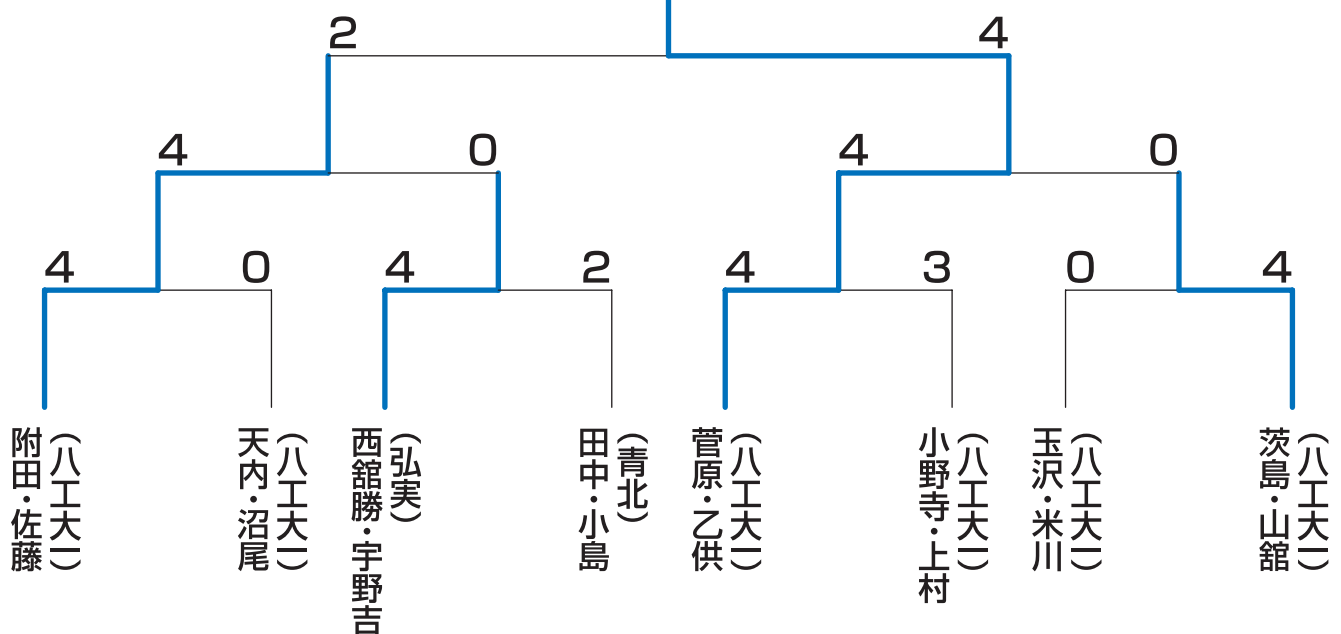 2
4
4
0
4
0
4
0
4
2
4
3
0
4
附田・佐藤
（八工大一）
天内・沼尾
（八工大一）
西舘勝・宇野吉
（弘実）
田中・小島
（青北）
菅原・乙供
（八工大一）
小野寺・上村
（八工大一）
玉沢・米川
（八工大一）
茨島・山舘
（八工大一）